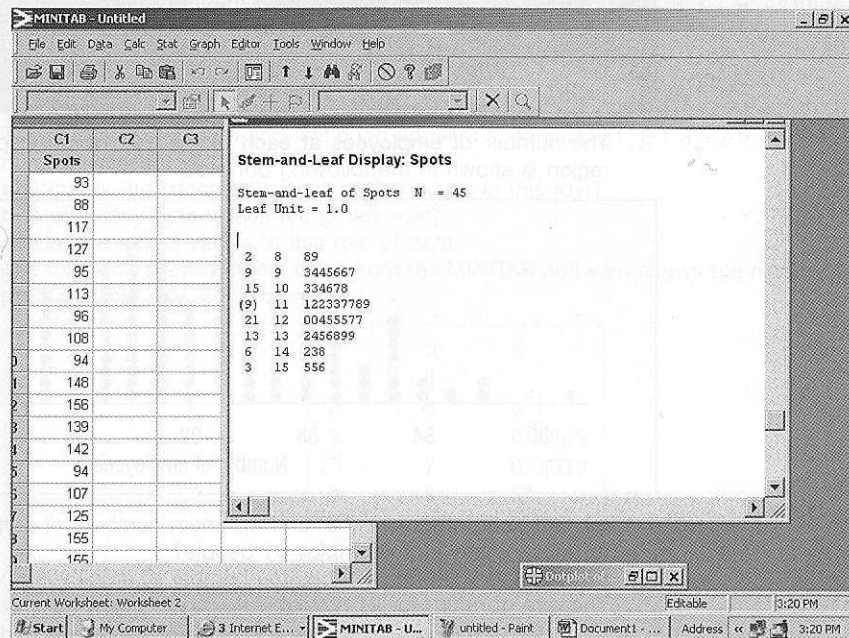 MINITAB - Untitled
File Edit Data Calc Stat Graph Editor Tools Window Help
C1 C2 C3
Spots
93
88
117
127
95
113
96
108
94
148
156
139
142
94
107
125
155
155
Stem-and-Leaf Display: Spots
Stem-and-leaf of Spots N = 45
Leaf Unit = 1.0
2 8 89
9 9 3445667
15 10 334678
(9) 11 122337789
21 12 00455577
13 13 2456899
6 14 238
3 15 556
Dotplot of
Current Worksheet: Worksheet 2 Editable 3:20 PM
Start My Computer 3 Internet E... MINITAB - U... untitled - Paint Document1 - ... Address « 3:20 PM